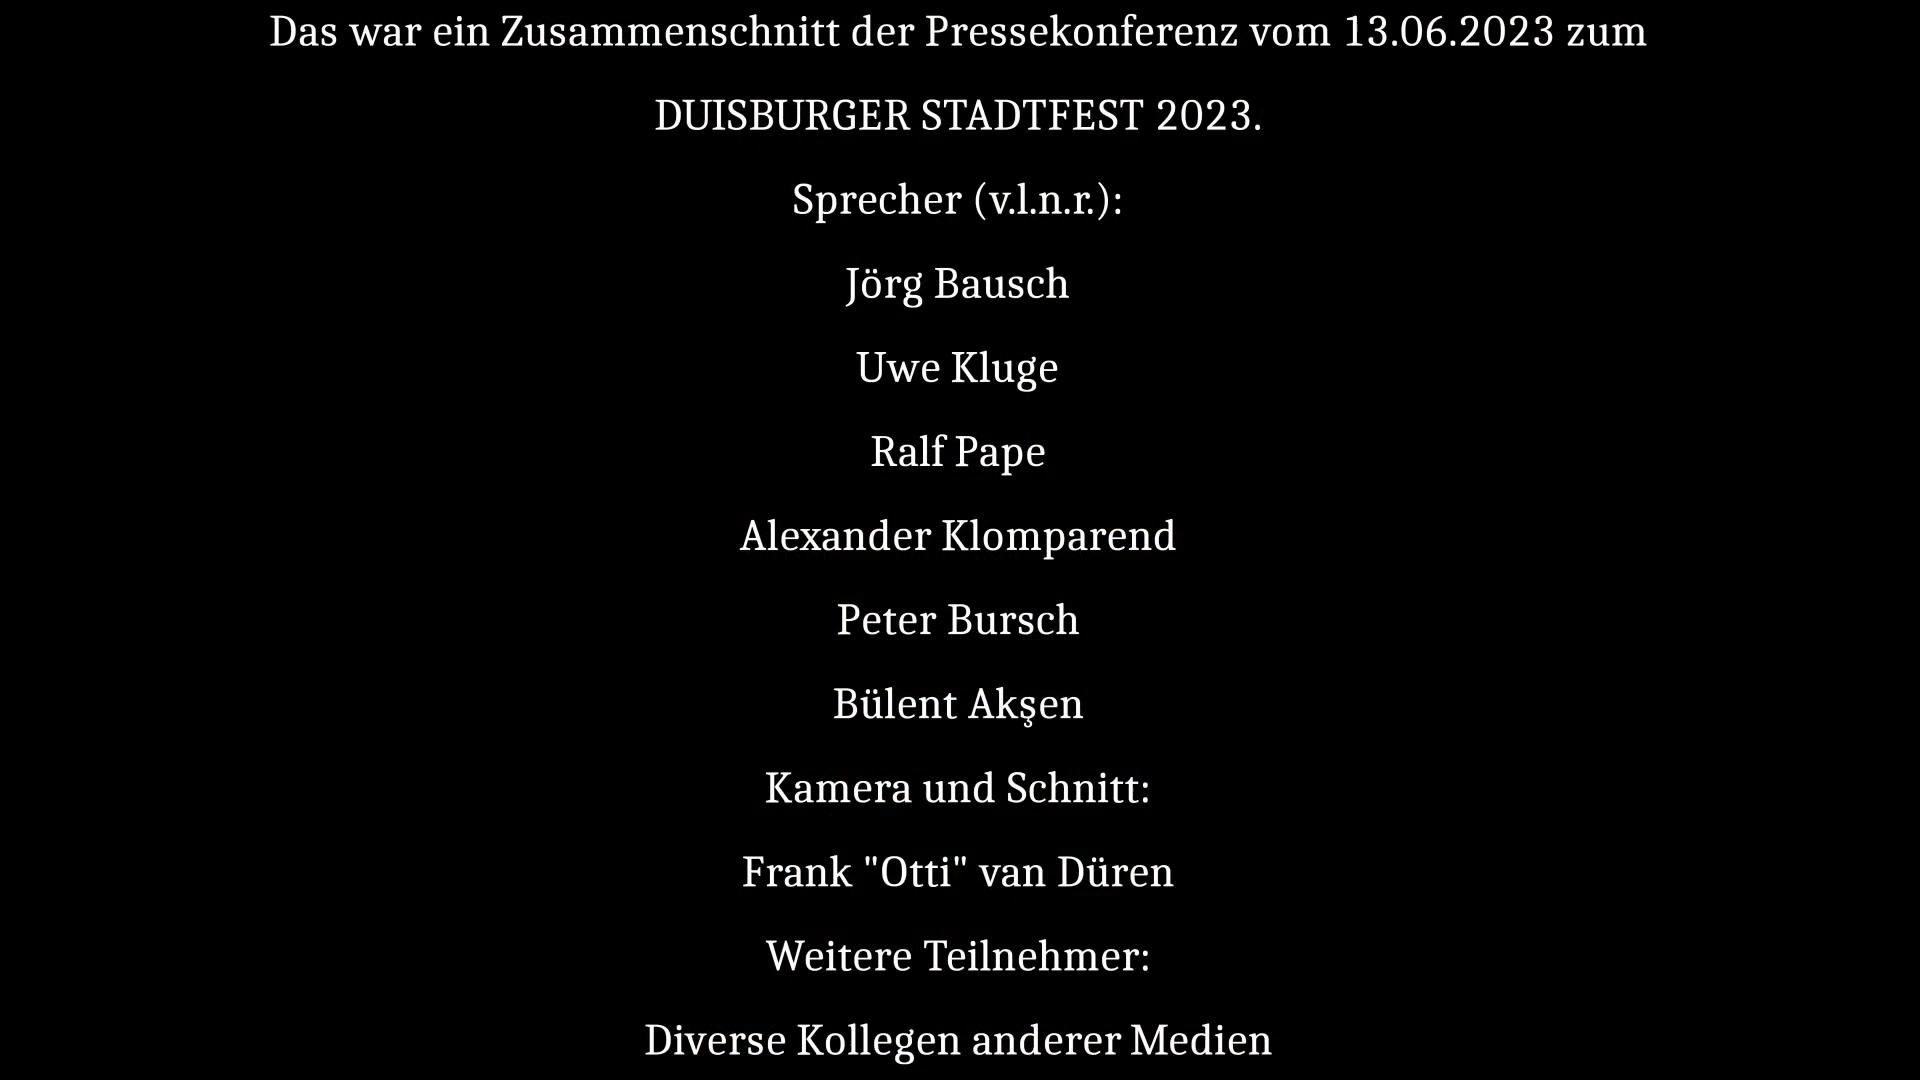 Das war ein Zusammenschnitt der Pressekonferenz vom 13.06.2023 zum
DUISBURGER STADTFEST 2023.
Sprecher (v.l.n.r.):
Jörg Bausch
Uwe Kluge
Ralf Pape
Alexander Klomparend
Peter Bursch
Bülent Akşen
Kamera und Schnitt:
Frank "Otti" van Düren
Weitere Teilnehmer:
Diverse Kollegen anderer Medien